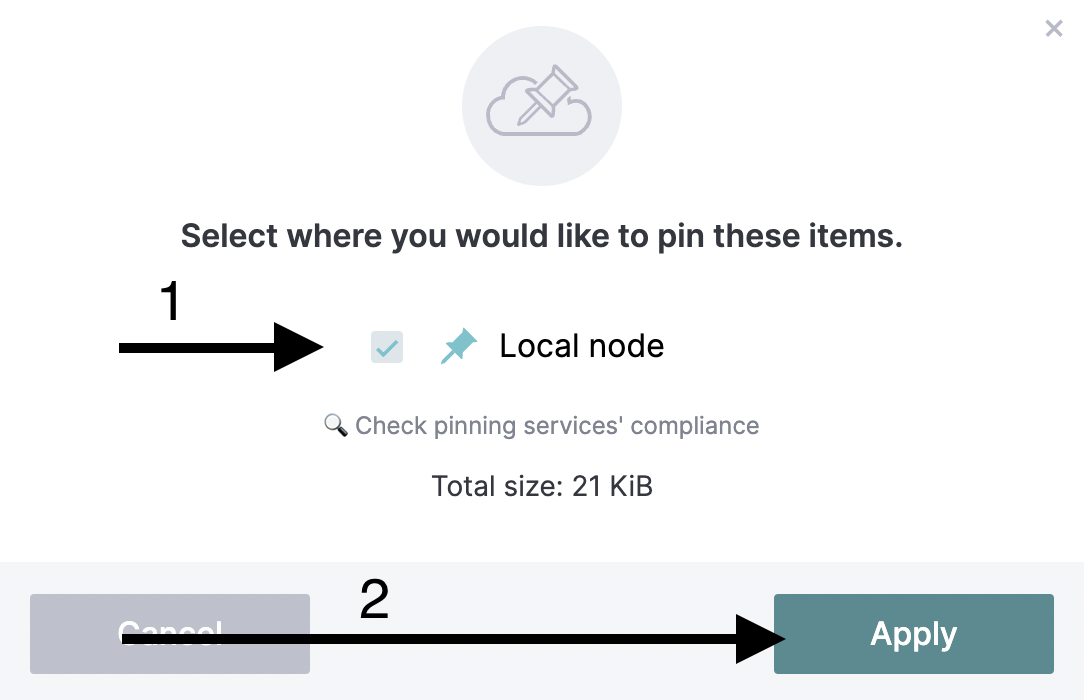 Select where you would like to pin these items.
1
Local node
Check pinning services' compliance
Total size: 21 KiB
2
Cancel
Apply